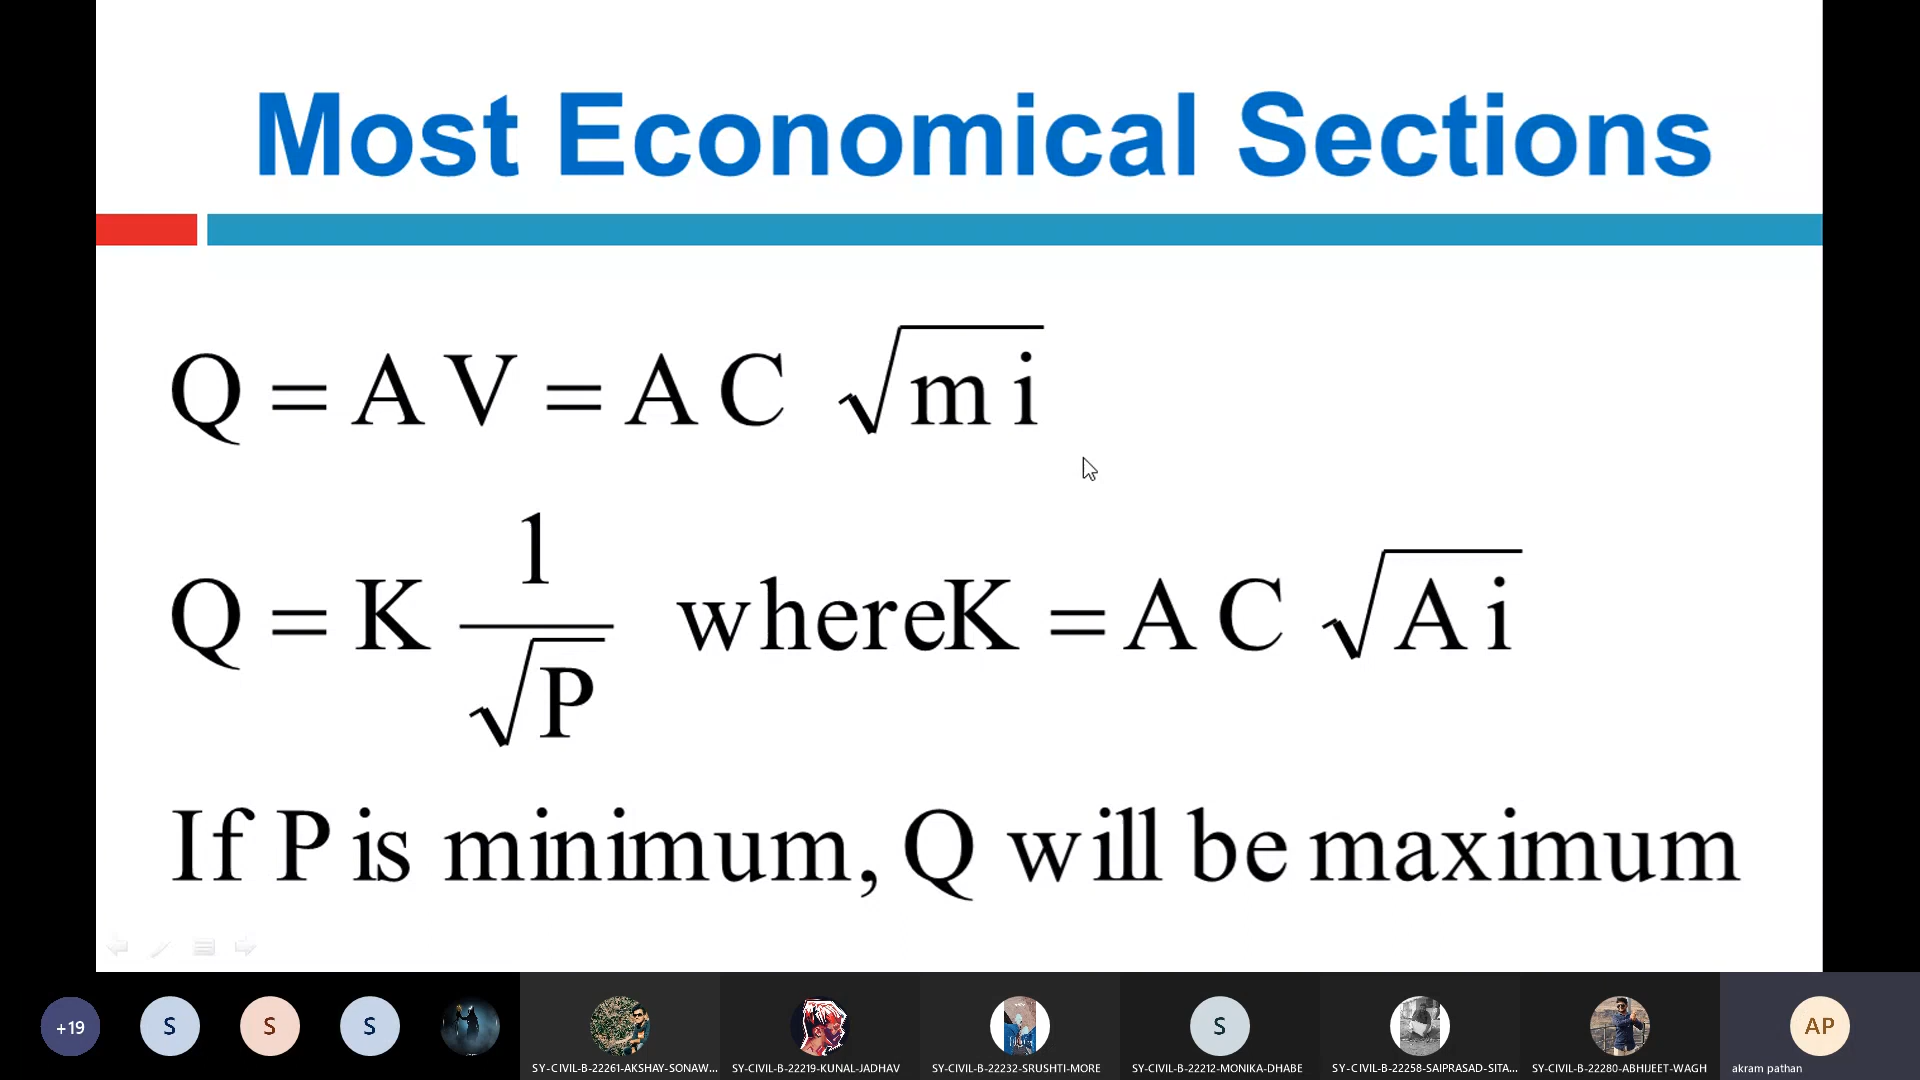 Most Economical Sections
Q = A V = A C √m i
Q = K 1/√P whereK = A C √A i
If P is minimum, Q will be maximum
+19 S S S S AP
SY-CIVIL-B-22261-AKSHAY-SONAW... SY-CIVIL-B-22219-KUNAL-JADHAV SY-CIVIL-B-22232-SRUSHTI-MORE SY-CIVIL-B-22212-MONIKA-DHABE SY-CIVIL-B-22258-SAIPRASAD-SITA... SY-CIVIL-B-22280-ABHIJEET-WAGH akram pathan